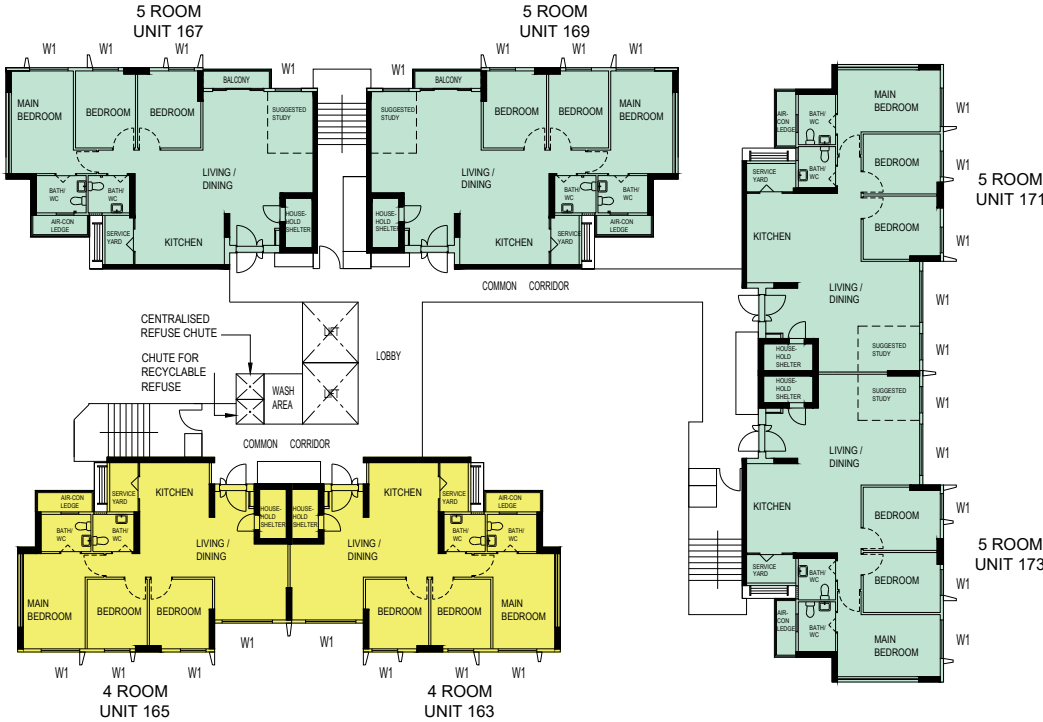 5 ROOM
UNIT 167
5 ROOM
UNIT 169
W1
W1
W1
W1
W1
W1
W1
W1
BALCONY
BALCONY
MAIN
BEDROOM
BEDROOM
BEDROOM
SUGGESTED
STUDY
SUGGESTED
STUDY
BEDROOM
BEDROOM
MAIN
BEDROOM
LIVING /
DINING
LIVING /
DINING
BATH/
WC
BATH/
WC
BATH/
WC
BATH/
WC
AIR-CON
LEDGE
AIR-CON
LEDGE
SERVICE
YARD
KITCHEN
HOUSE-
HOLD
SHELTER
HOUSE-
HOLD
SHELTER
KITCHEN
SERVICE
YARD
COMMON CORRIDOR
CENTRALISED
REFUSE CHUTE
CHUTE FOR
RECYCLABLE
REFUSE
LIFT
LIFT
LOBBY
WASH
AREA
COMMON CORRIDOR
MAIN
BEDROOM
AIR-
CON
LEDGE
BATH/
WC
BATH/
WC
W1
BEDROOM
W1
5 ROOM
UNIT 171
SERVICE
YARD
BEDROOM
KITCHEN
W1
LIVING /
DINING
W1
SUGGESTED
STUDY
W1
HOUSE-
HOLD
SHELTER
HOUSE-
HOLD
SHELTER
SUGGESTED
STUDY
W1
LIVING /
DINING
W1
KITCHEN
BEDROOM
W1
5 ROOM
UNIT 173
SERVICE
YARD
BATH/
WC
BEDROOM
W1
AIR-
CON
LEDGE
BATH/
WC
MAIN
BEDROOM
W1
SERVICE
YARD
KITCHEN
KITCHEN
SERVICE
YARD
AIR-CON
LEDGE
AIR-CON
LEDGE
HOUSE-
HOLD
SHELTER
HOUSE-
HOLD
SHELTER
BATH/
WC
BATH/
WC
LIVING /
DINING
LIVING /
DINING
BATH/
WC
BATH/
WC
MAIN
BEDROOM
BEDROOM
BEDROOM
BEDROOM
BEDROOM
MAIN
BEDROOM
W1
W1
W1
W1
W1
W1
W1
W1
4 ROOM
UNIT 165
4 ROOM
UNIT 163